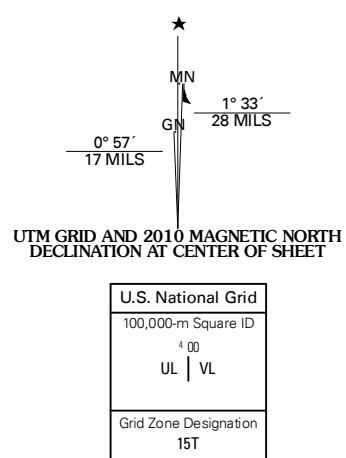 MN
1° 33´
28 MILS
GN
0° 57´
17 MILS
UTM GRID AND 2010 MAGNETIC NORTH
DECLINATION AT CENTER OF SHEET
U.S. National Grid
100,000-m Square ID
4 00
UL VL
Grid Zone Designation
15T